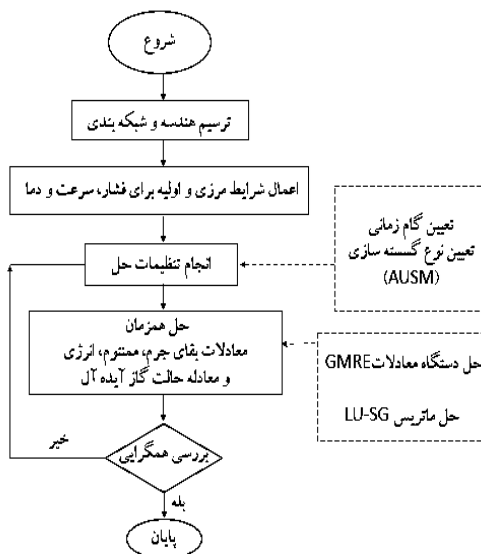 شروع
ترسیم هندسه و شبکه بندی
اعمال شرایط مرزی و اولیه برای فشار، سرعت و دما
تعیین گام زمانی
تعیین نوع گسسته سازی
(AUSM)
انجام تنظیمات حل
حل همزمان
معادلات بقای جرم، ممنتوم، انرژی
و معادله حالت گاز آیده آل
حل دستگاه معادلات GMRE
حل ماتریس LU-SG
خیر
بررسی همگرایی
بله
پایان